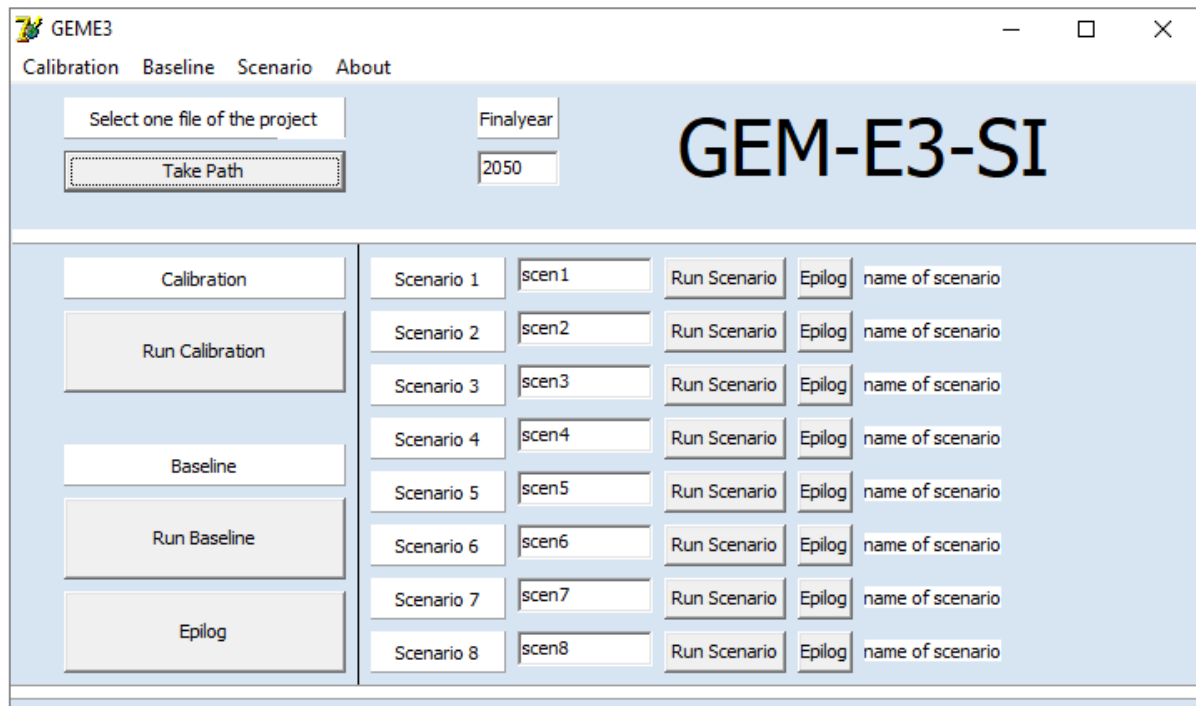 GEME3
Calibration Baseline Scenario About
Select one file of the project
Take Path
Finalyear
2050
GEM-E3-SI
Calibration
Run Calibration
Baseline
Run Baseline
Epilog
Scenario 1 scen1 Run Scenario Epilog name of scenario
Scenario 2 scen2 Run Scenario Epilog name of scenario
Scenario 3 scen3 Run Scenario Epilog name of scenario
Scenario 4 scen4 Run Scenario Epilog name of scenario
Scenario 5 scen5 Run Scenario Epilog name of scenario
Scenario 6 scen6 Run Scenario Epilog name of scenario
Scenario 7 scen7 Run Scenario Epilog name of scenario
Scenario 8 scen8 Run Scenario Epilog name of scenario